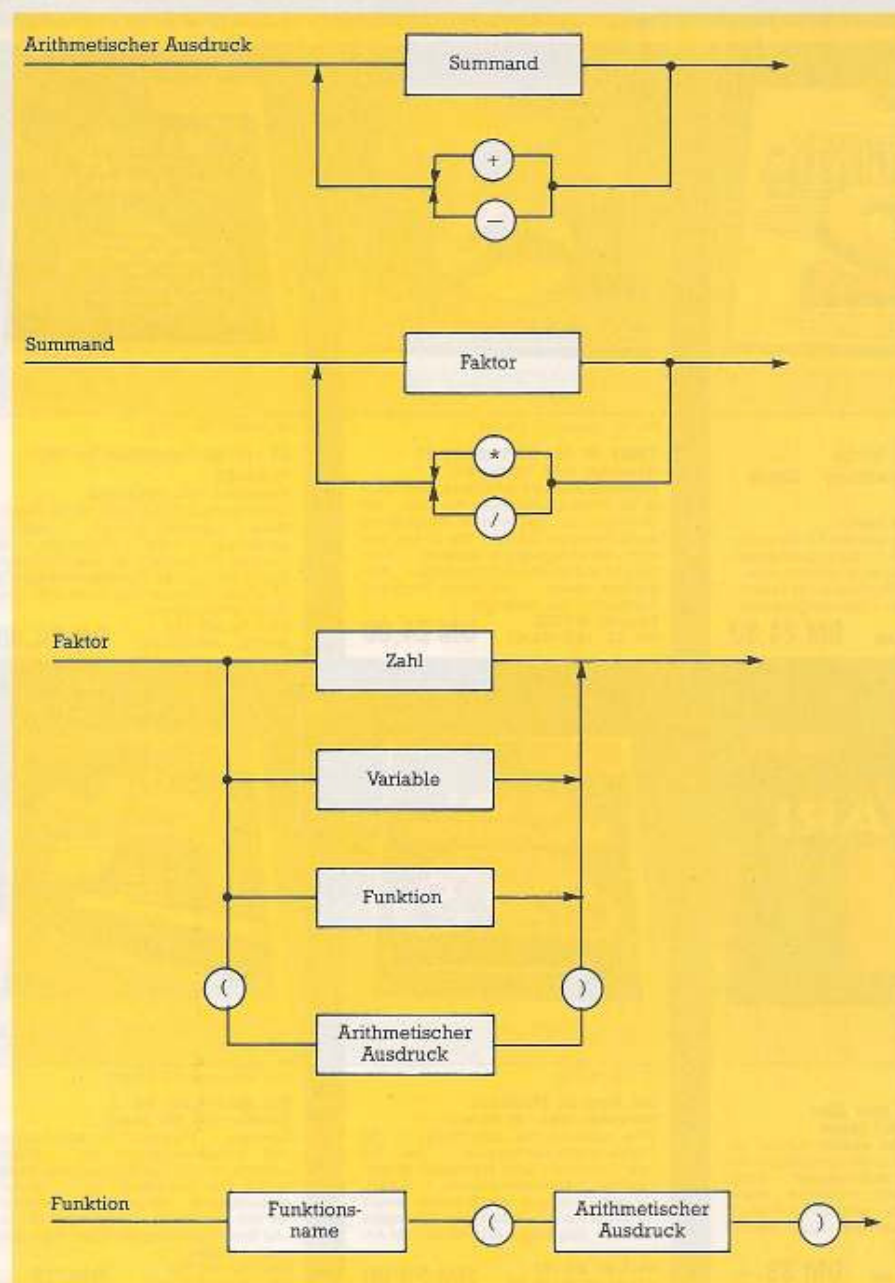 Arithmetischer Ausdruck
Summand
+
—
Summand
Faktor
*
/
Faktor
Zahl
Variable
Funktion
(
)
Arithmetischer
Ausdruck
Funktion
Funktions-
name
(
Arithmetischer
Ausdruck
)